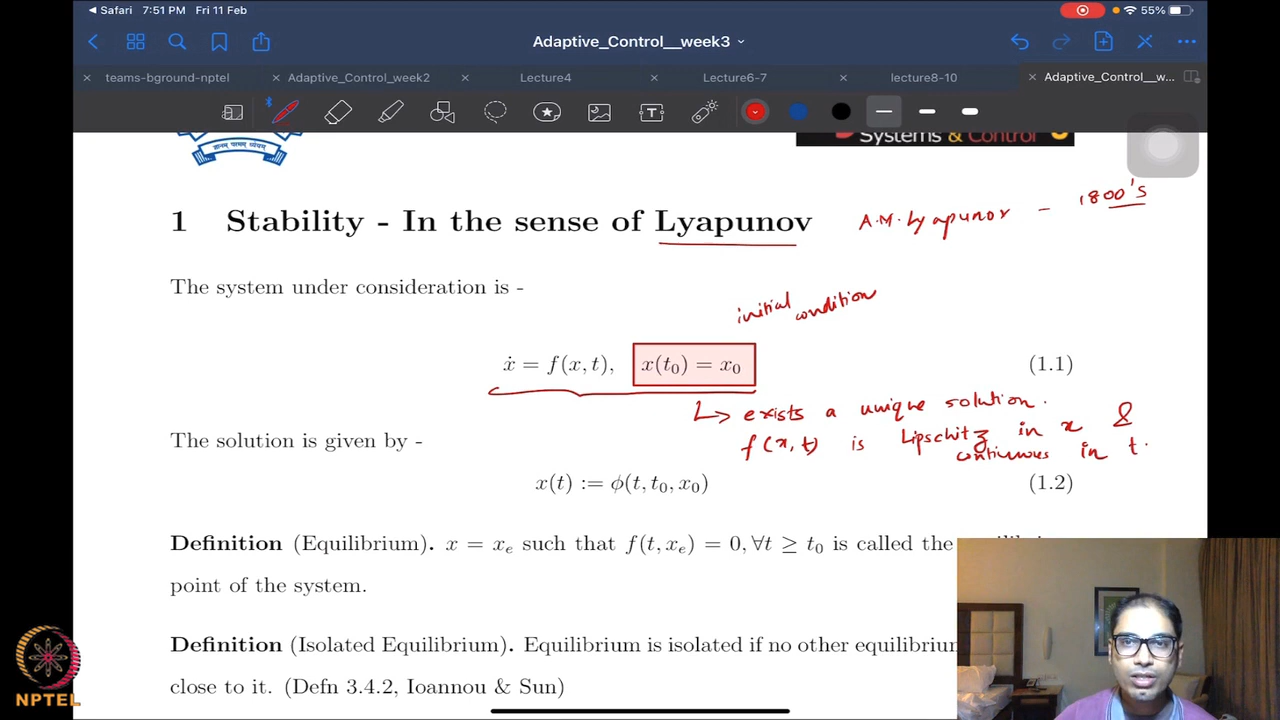 Safari 7:51 PM Fri 11 Feb 55%
Adaptive_Control__week3
teams-bground-nptel Adaptive_Control_week2 Lecture4 Lecture6-7 lecture8-10 Adaptive_Control__w...
ज्ञानम् परमम् ध्येयम् Systems & Control
1 Stability - In the sense of Lyapunov A.M. Lyapunov - 1800's
The system under consideration is -
initial condition
ẋ = f(x, t), x(t₀) = x₀ (1.1)
↳ exists a unique solution.
f(x, t) is Lipschitz in x &
continuous in t.
The solution is given by -
x(t) := ϕ(t, t₀, x₀) (1.2)
Definition (Equilibrium). x = xₑ such that f(t, xₑ) = 0, ∀t ≥ t₀ is called the
point of the system.
Definition (Isolated Equilibrium). Equilibrium is isolated if no other equilibrium
close to it. (Defn 3.4.2, Ioannou & Sun)
NPTEL